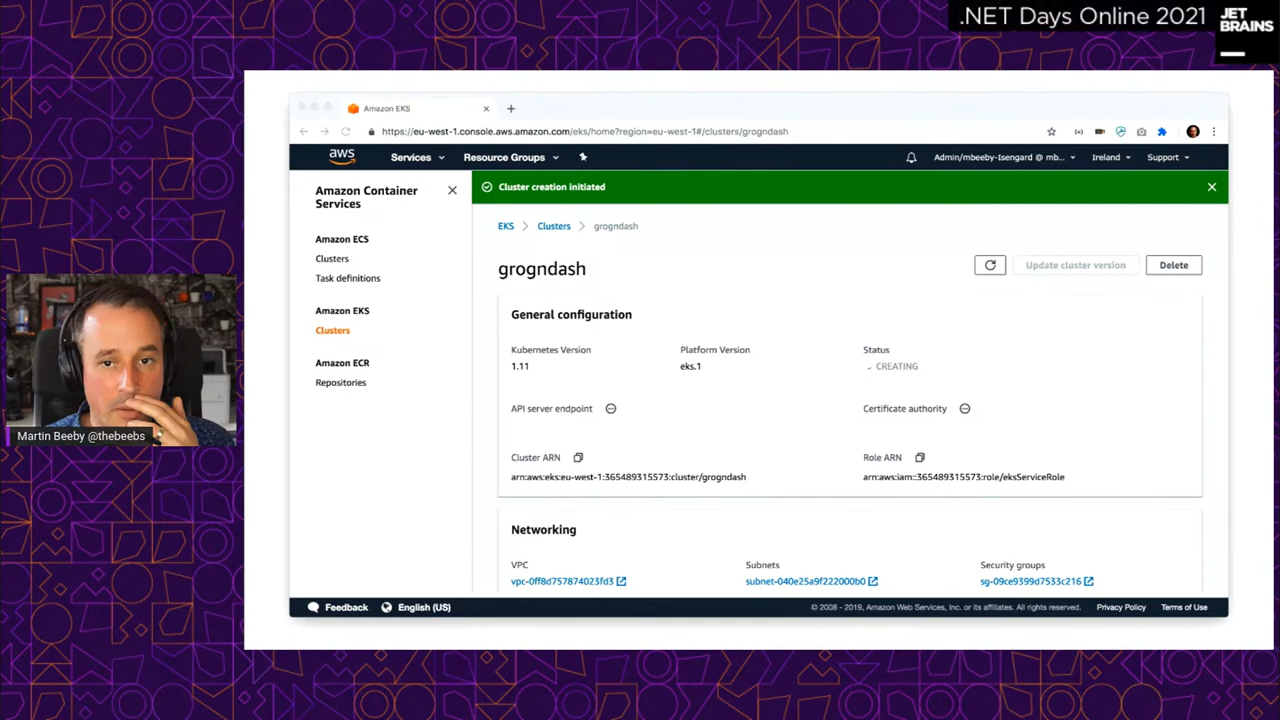 .NET Days Online 2021
JET
BRAINS
Amazon EKS
https://eu-west-1.console.aws.amazon.com/eks/home?region=eu-west-1#/clusters/grogndash
aws
Services
Resource Groups
Admin/mbeeby-Isengard @ mb...
Ireland
Support
Amazon Container
Services
Cluster creation initiated
EKS
Clusters
grogndash
Amazon ECS
Clusters
Task definitions
Amazon EKS
Clusters
Amazon ECR
Repositories
grogndash
Update cluster version
Delete
General configuration
Kubernetes Version
Platform Version
Status
1.11
eks.1
CREATING
API server endpoint
Certificate authority
Cluster ARN
Role ARN
arn:aws:eks:eu-west-1:365489315573:cluster/grogndash
arn:aws:iam::365489315573:role/eksServiceRole
Networking
VPC
Subnets
Security groups
vpc-0ff8d757874023fd3
subnet-040e25a9f222000b0
sg-09ce9399d7533c216
Feedback
English (US)
© 2008 - 2019, Amazon Web Services, Inc. or its affiliates. All rights reserved.
Privacy Policy
Terms of Use
Martin Beeby @thebeebs